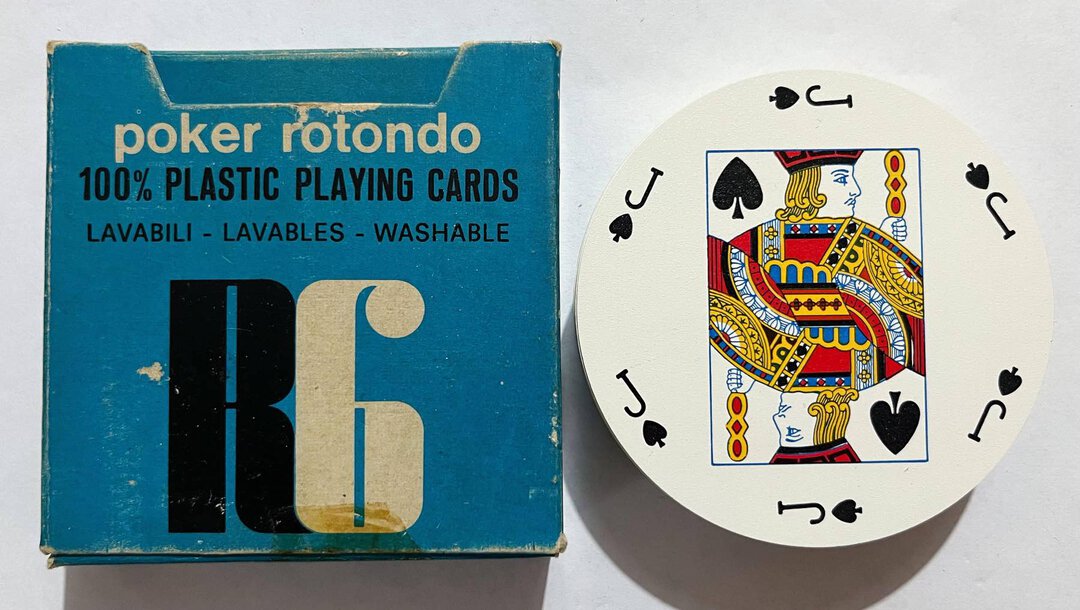 poker rotondo
100% PLASTIC PLAYING CARDS
LAVABILI - LAVABLES - WASHABLE
R6
J
J
J
J
J
J